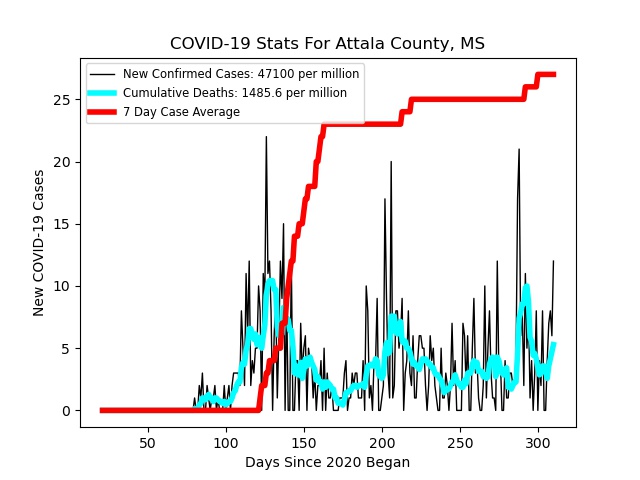 COVID-19 Stats For Attala County, MS
New Confirmed Cases: 47100 per million
Cumulative Deaths: 1485.6 per million
7 Day Case Average
New COVID-19 Cases
25
20
15
10
5
0
50 100 150 200 250 300
Days Since 2020 Began